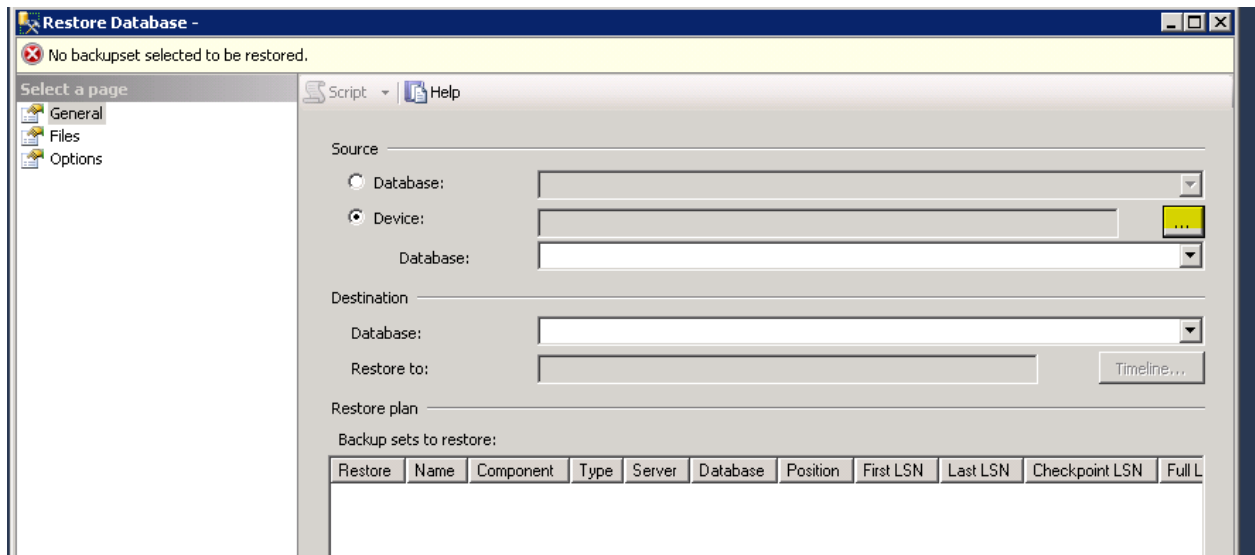 Restore Database -
No backupset selected to be restored.
Select a page
General
Files
Options
Script Help
Source
Database:
Device: ...
Database:
Destination
Database:
Restore to: Timeline...
Restore plan
Backup sets to restore:
Restore Name Component Type Server Database Position First LSN Last LSN Checkpoint LSN Full L